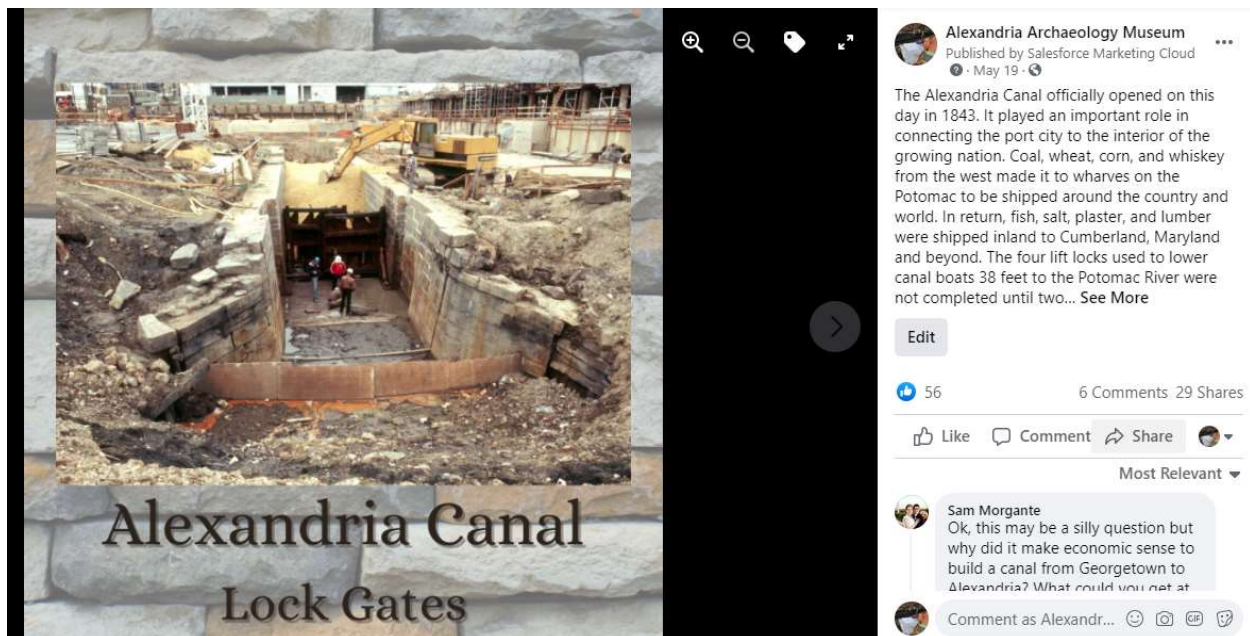 Alexandria Canal
Lock Gates
Alexandria Archaeology Museum
Published by Salesforce Marketing Cloud
· May 19 ·
The Alexandria Canal officially opened on this
day in 1843. It played an important role in
connecting the port city to the interior of the
growing nation. Coal, wheat, corn, and whiskey
from the west made it to wharves on the
Potomac to be shipped around the country and
world. In return, fish, salt, plaster, and lumber
were shipped inland to Cumberland, Maryland
and beyond. The four lift locks used to lower
canal boats 38 feet to the Potomac River were
not completed until two... See More
Edit
56 6 Comments 29 Shares
Like Comment Share
Most Relevant
Sam Morgante
Ok, this may be a silly question but
why did it make economic sense to
build a canal from Georgetown to
Alexandria? What could you get at
Comment as Alexandr... GIF